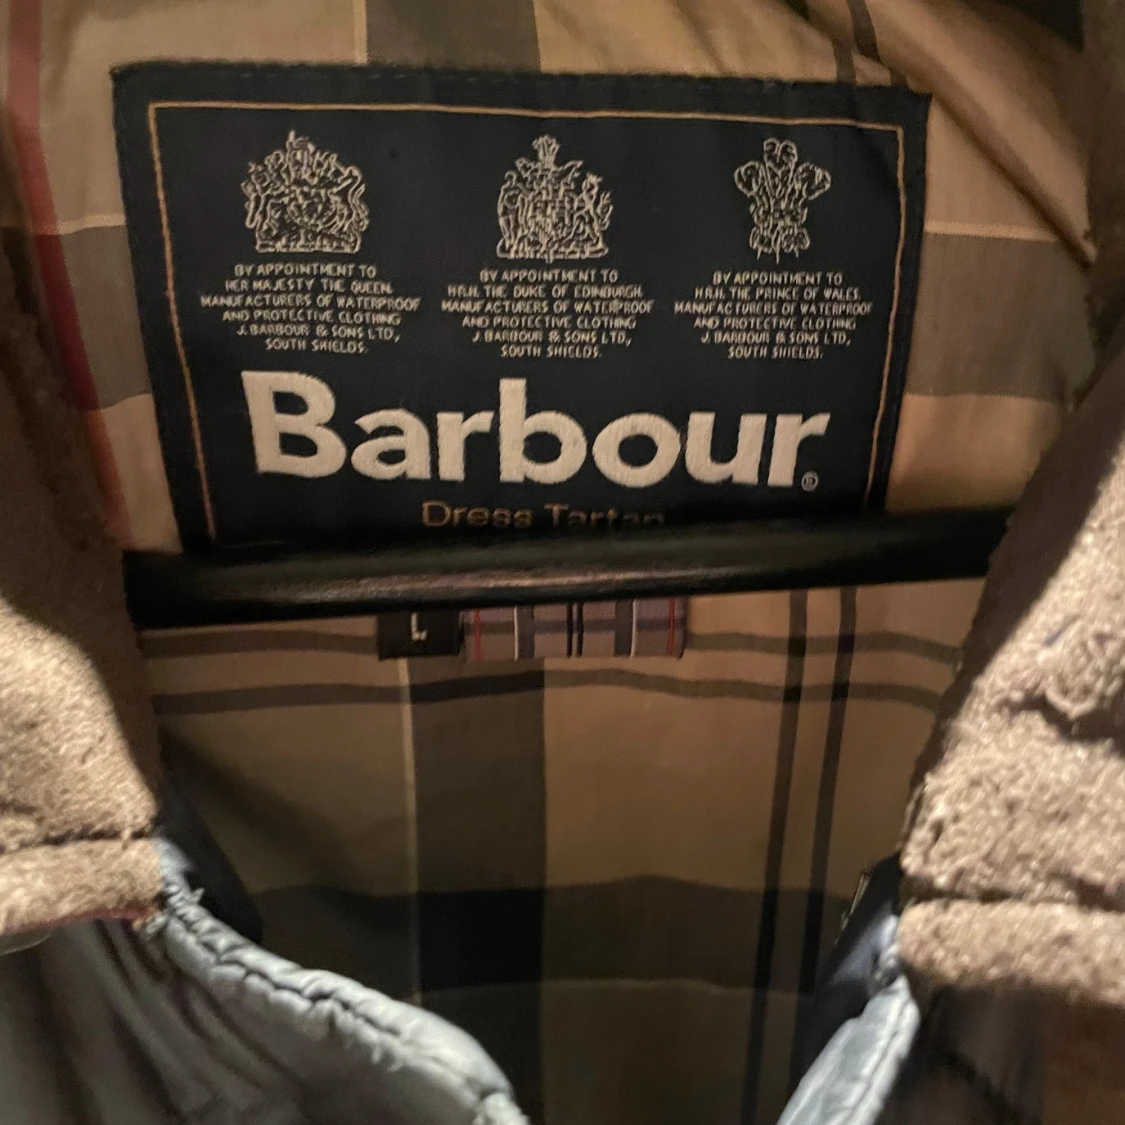 BY APPOINTMENT TO
HER MAJESTY THE QUEEN.
MANUFACTURERS OF WATERPROOF
AND PROTECTIVE CLOTHING
J. BARBOUR & SONS LTD,
SOUTH SHIELDS.
BY APPOINTMENT TO
H.R.H. THE DUKE OF EDINBURGH.
MANUFACTURERS OF WATERPROOF
AND PROTECTIVE CLOTHING
J. BARBOUR & SONS LTD,
SOUTH SHIELDS.
BY APPOINTMENT TO
H.R.H. THE PRINCE OF WALES.
MANUFACTURERS OF WATERPROOF
AND PROTECTIVE CLOTHING
J. BARBOUR & SONS LTD,
SOUTH SHIELDS.
Barbour®
Dress Tartan
L